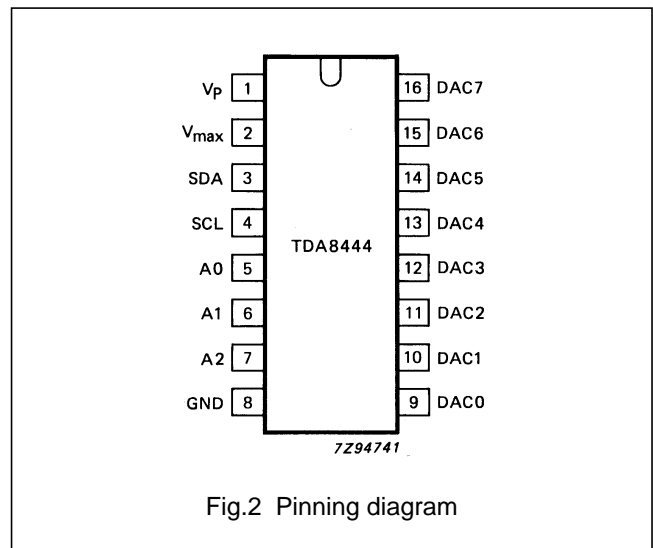 VP 1 16 DAC7
Vmax 2 15 DAC6
SDA 3 14 DAC5
SCL 4 13 DAC4
TDA8444
A0 5 12 DAC3
A1 6 11 DAC2
A2 7 10 DAC1
GND 8 9 DAC0
7Z94741
Fig.2 Pinning diagram